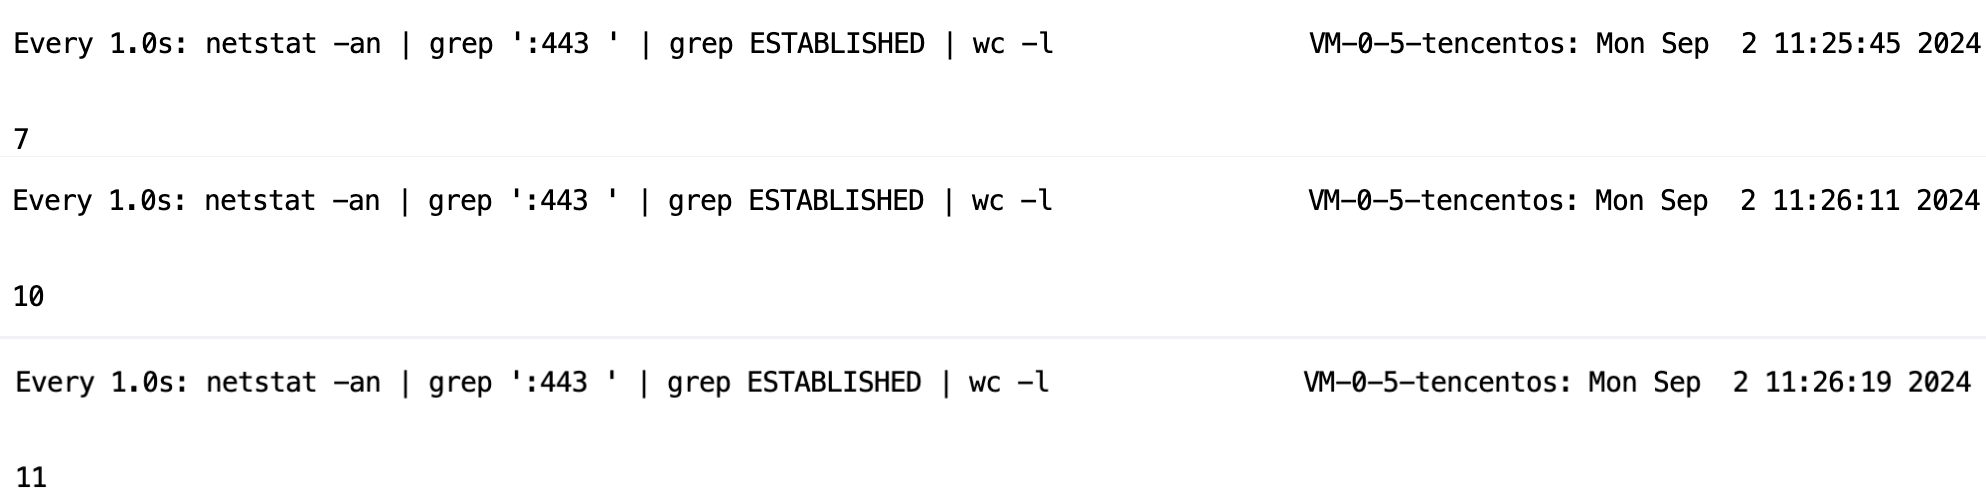 Every 1.0s: netstat -an | grep ':443 ' | grep ESTABLISHED | wc -l VM-0-5-tencentos: Mon Sep  2 11:25:45 2024
7
Every 1.0s: netstat -an | grep ':443 ' | grep ESTABLISHED | wc -l VM-0-5-tencentos: Mon Sep  2 11:26:11 2024
10
Every 1.0s: netstat -an | grep ':443 ' | grep ESTABLISHED | wc -l VM-0-5-tencentos: Mon Sep  2 11:26:19 2024
11